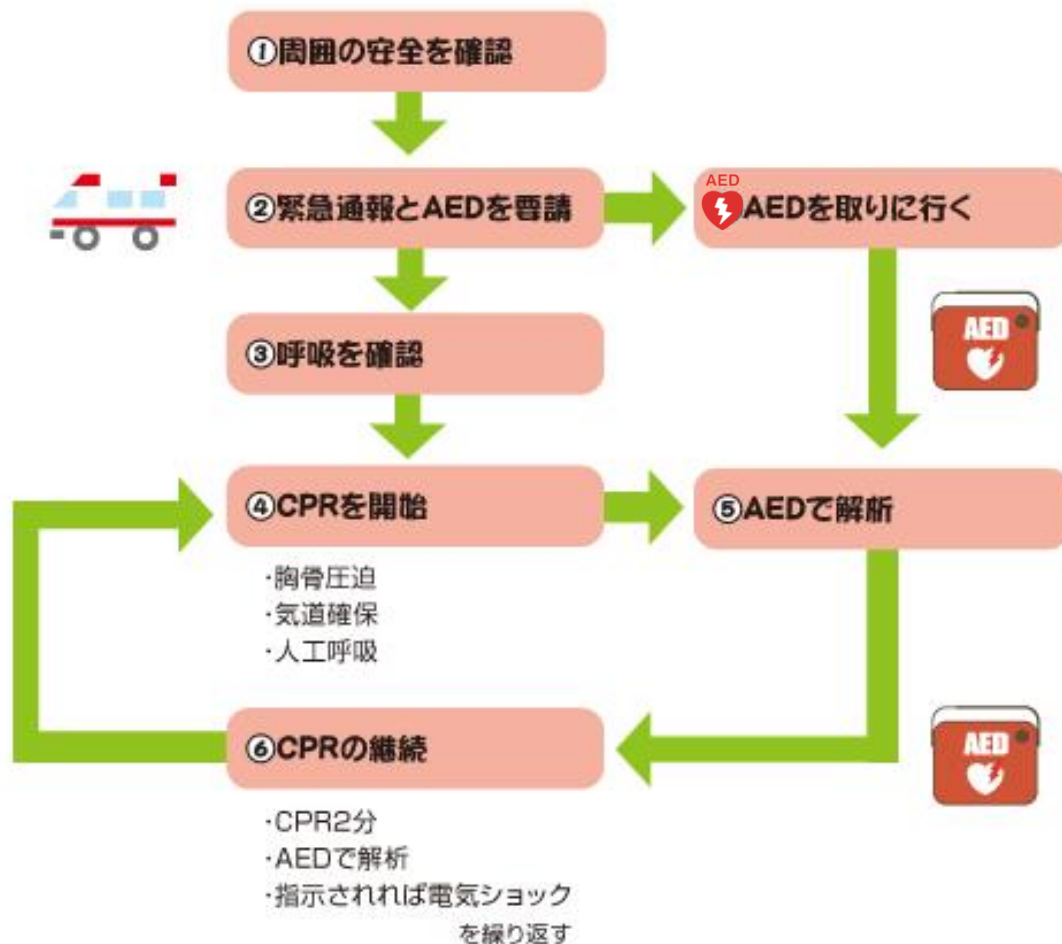 ①周囲の安全を確認
②緊急通報とAEDを要請
AED
AEDを取りに行く
AED
③呼吸を確認
④CPRを開始
・胸骨圧迫
・気道確保
・人工呼吸
⑤AEDで解析
⑥CPRの継続
AED
・CPR2分
・AEDで解析
・指示されれば電気ショック
を繰り返す